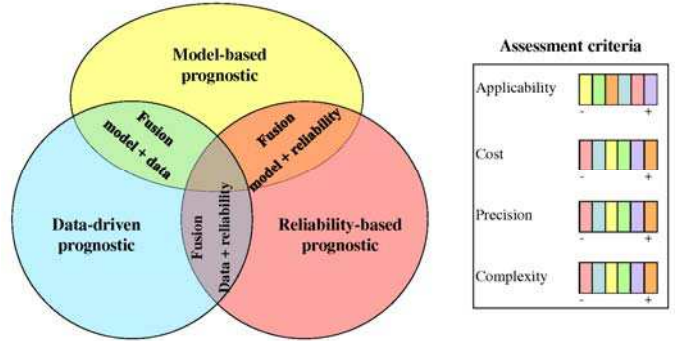 Model-based
prognostic
Fusion
model + data
Fusion
model + reliability
Data-driven
prognostic
Fusion
Data + reliability
Reliability-based
prognostic
Assessment criteria
Applicability
- +
Cost
- +
Precision
- +
Complexity
- +